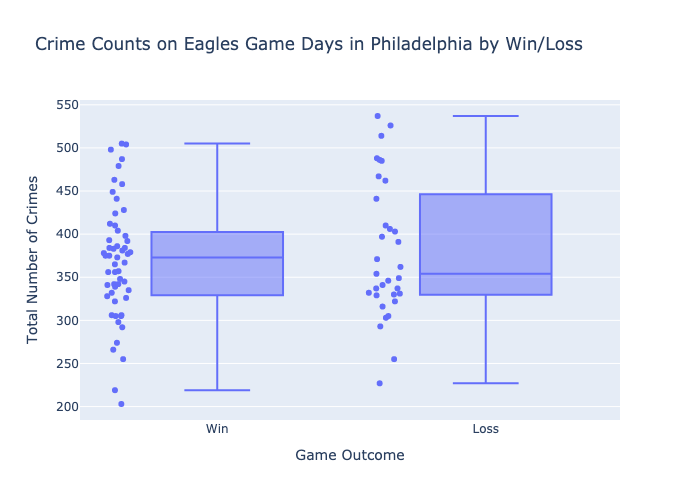 Crime Counts on Eagles Game Days in Philadelphia by Win/Loss
550
500
450
400
350
300
250
200
Total Number of Crimes
Win
Loss
Game Outcome